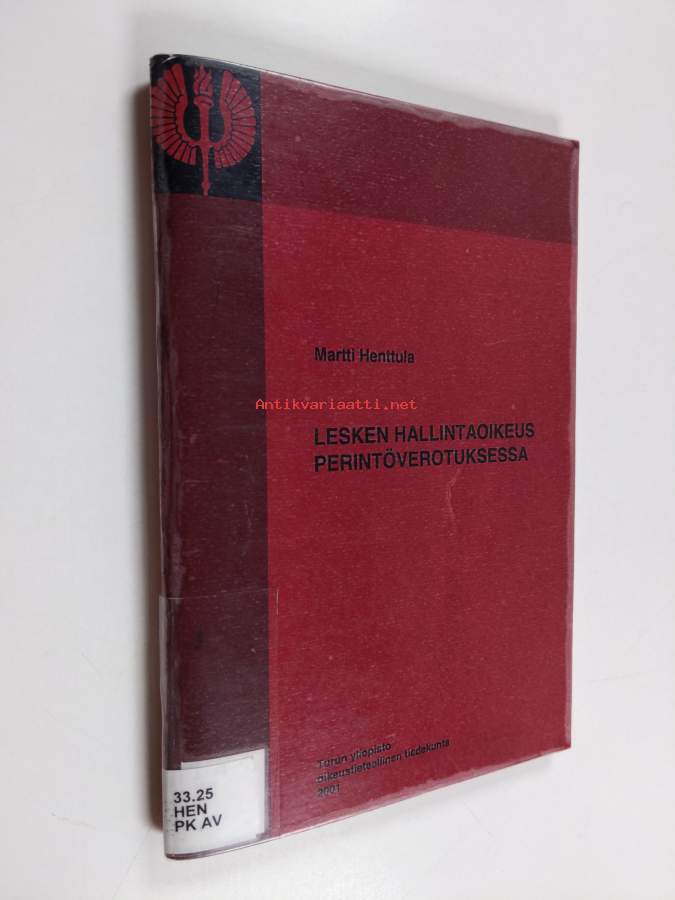 Martti Henttula
Antikvariaatti.net
LESKEN HALLINTAOIKEUS
PERINTÖVEROTUKSESSA
Turun yliopisto
oikeustieteellinen tiedekunta
2001
33.25
HEN
PK AV